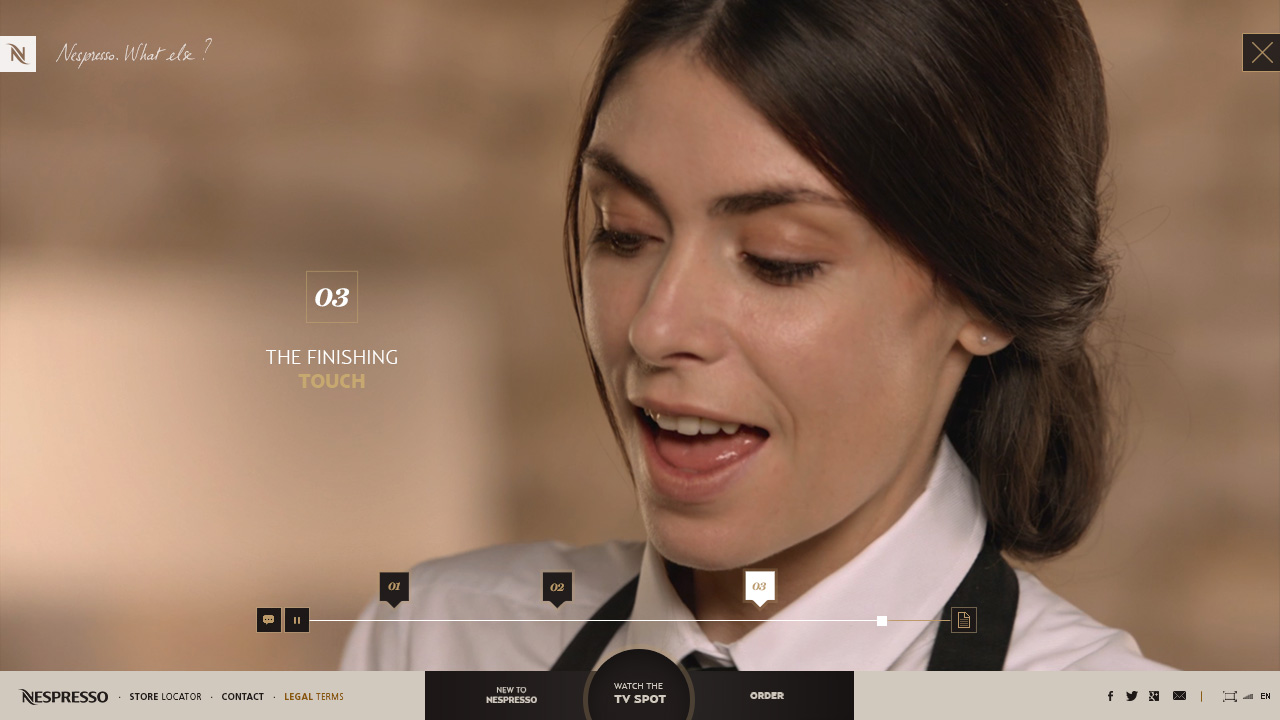 N
Nespresso. What else ?
03
THE FINISHING
TOUCH
01
02
03
NESPRESSO · STORE LOCATOR · CONTACT · LEGAL TERMS
NEW TO
NESPRESSO
WATCH THE
TV SPOT
ORDER
EN